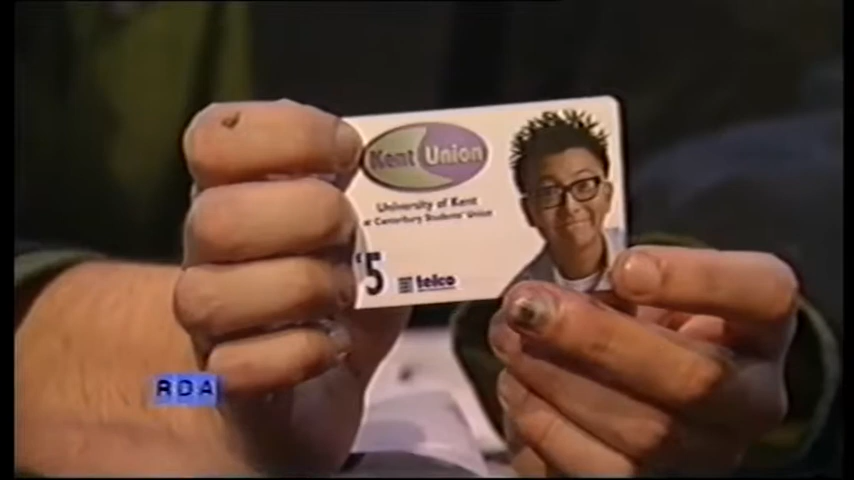 Kent Union
University of Kent
at Canterbury Students' Union
'5
telco
RDA